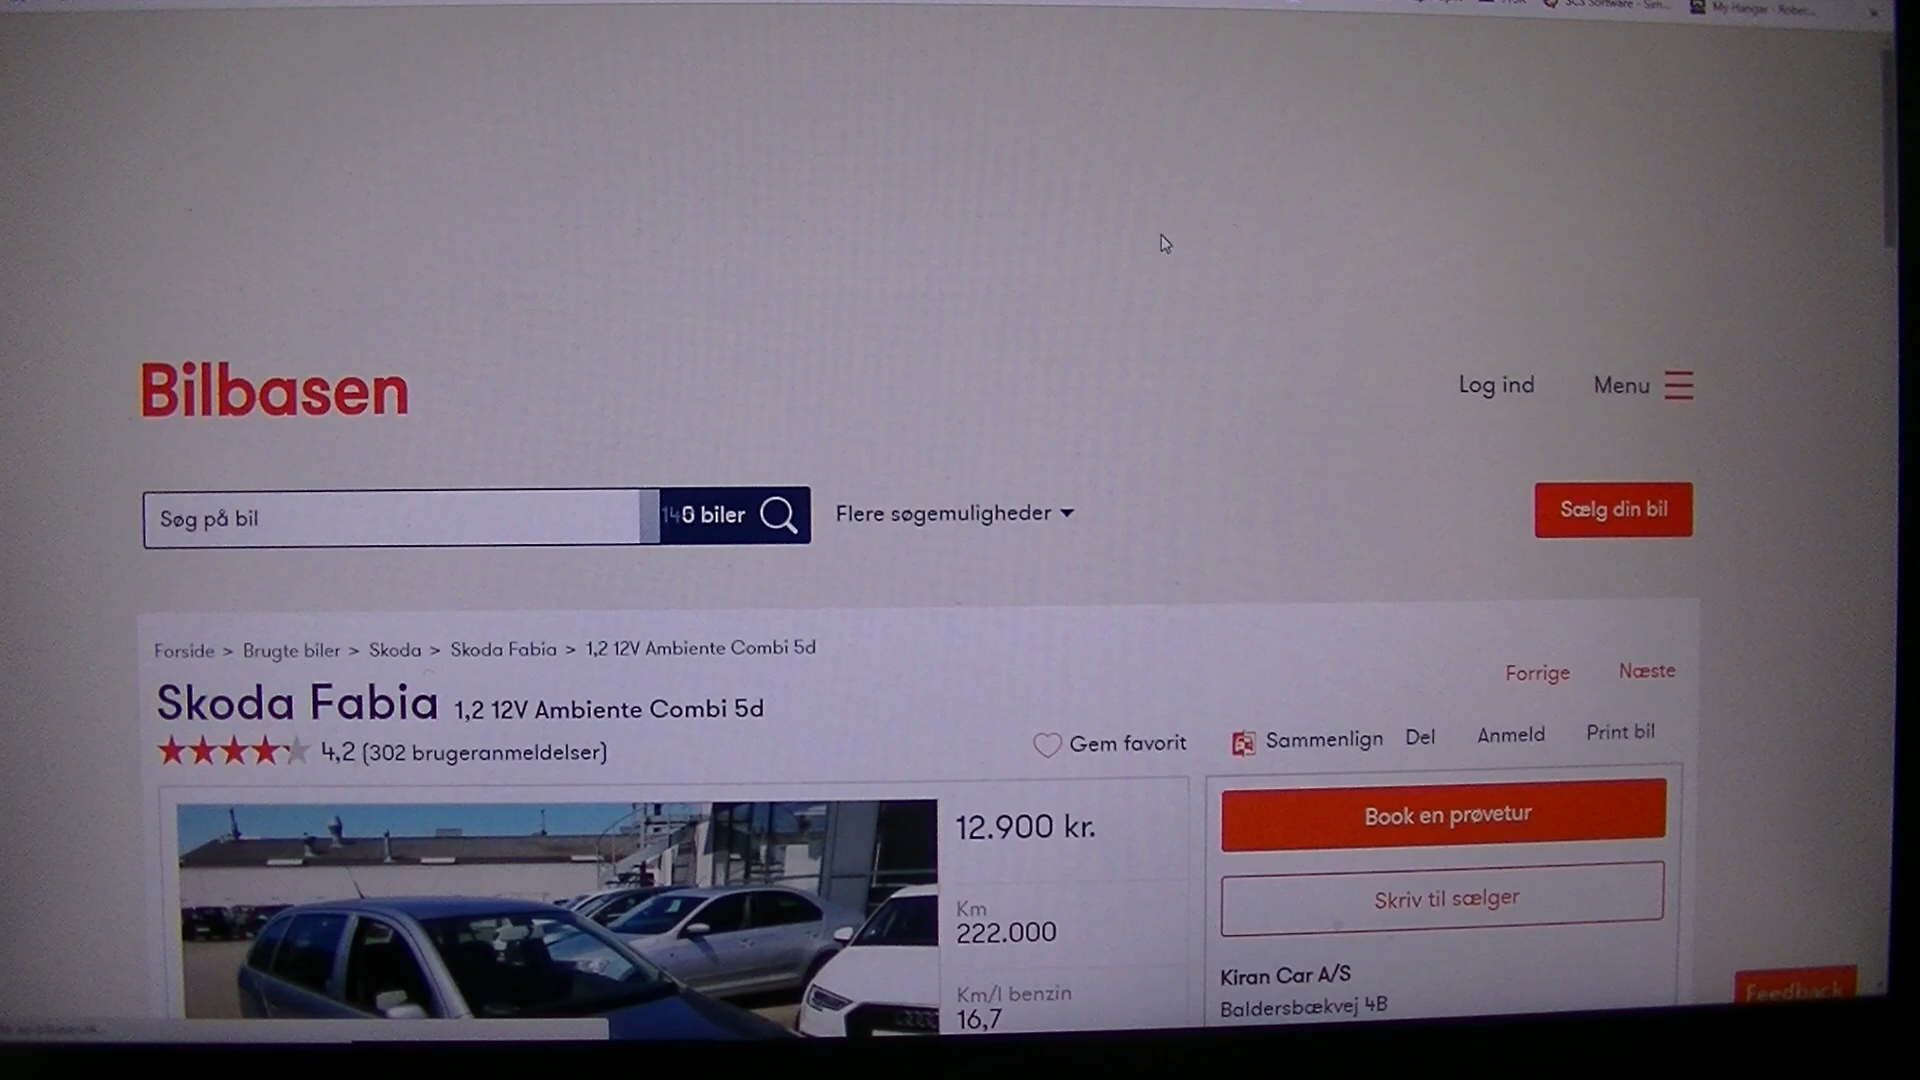 My Hangar - Rober...
Bilbasen
Log ind
Menu
Søg på bil
biler
Flere søgemuligheder
Sælg din bil
Forside > Brugte biler > Skoda > Skoda Fabia > 1,2 12V Ambiente Combi 5d
Forrige
Næste
Skoda Fabia 1,2 12V Ambiente Combi 5d
4,2 (302 brugeranmeldelser)
Gem favorit
Sammenlign
Del
Anmeld
Print bil
12.900 kr.
Km
222.000
Km/l benzin
16,7
Book en prøvetur
Skriv til sælger
Kiran Car A/S
Baldersbækvej 4B
Feedback